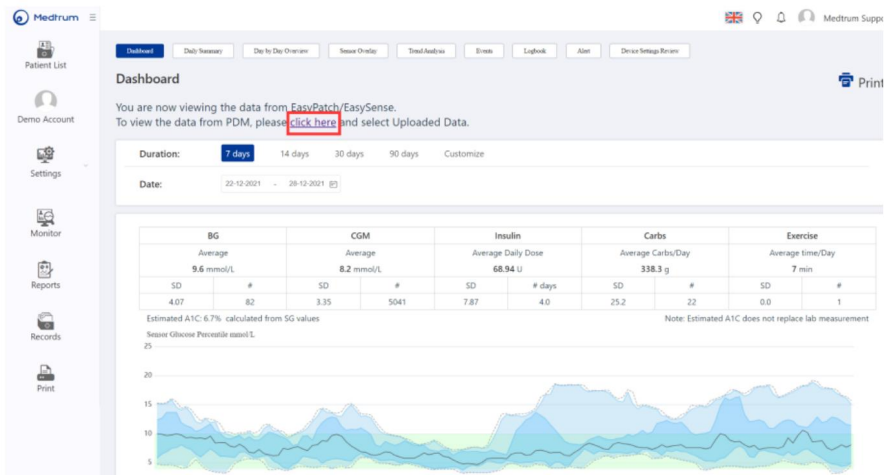 Medtrum
Medtrum Suppo
Patient List
Demo Account
Settings
Monitor
Reports
Records
Print
Dashboard Daily Summary Day by Day Overview Sensor Overlay Trend Analysis Events Logbook Alert Device Settings Review
Dashboard
Print
You are now viewing the data from EasyPatch/EasySense.
To view the data from PDM, please click here and select Uploaded Data.
Duration: 7 days 14 days 30 days 90 days Customize
Date: 22-12-2021 - 28-12-2021
BG CGM Insulin Carbs Exercise
Average Average Average Daily Dose Average Carbs/Day Average time/Day
9.6 mmol/L 8.2 mmol/L 68.94 U 338.3 g 7 min
SD # SD # SD # days SD # SD #
4.07 82 3.35 5041 7.87 4.0 25.2 22 0.0 1
Estimated A1C: 6.7% calculated from SG values Note: Estimated A1C does not replace lab measurement
Sensor Glucose Percentile mmol/L
25
20
15
10
5